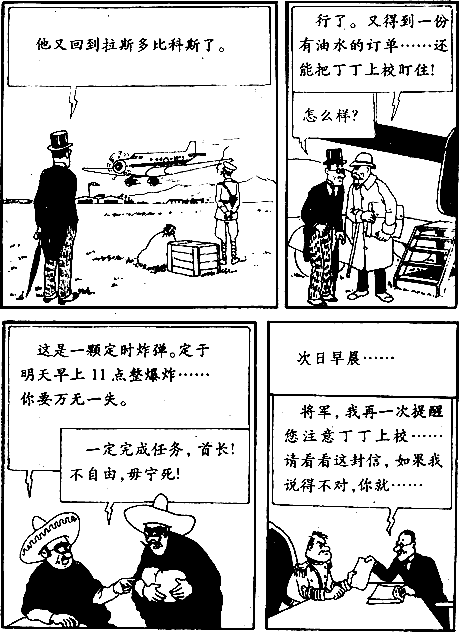 他又回到拉斯多比科斯了。
行了。又得到一份
有油水的订单……还
能把丁丁上校盯住!
怎么样?
这是一颗定时炸弹。定于
明天早上11点整爆炸……
你要万无一失。
一定完成任务，首长!
不自由，毋宁死!
次日早晨……
将军，我再一次提醒
您注意丁丁上校……
请看看这封信，如果我
说得不对，你就……